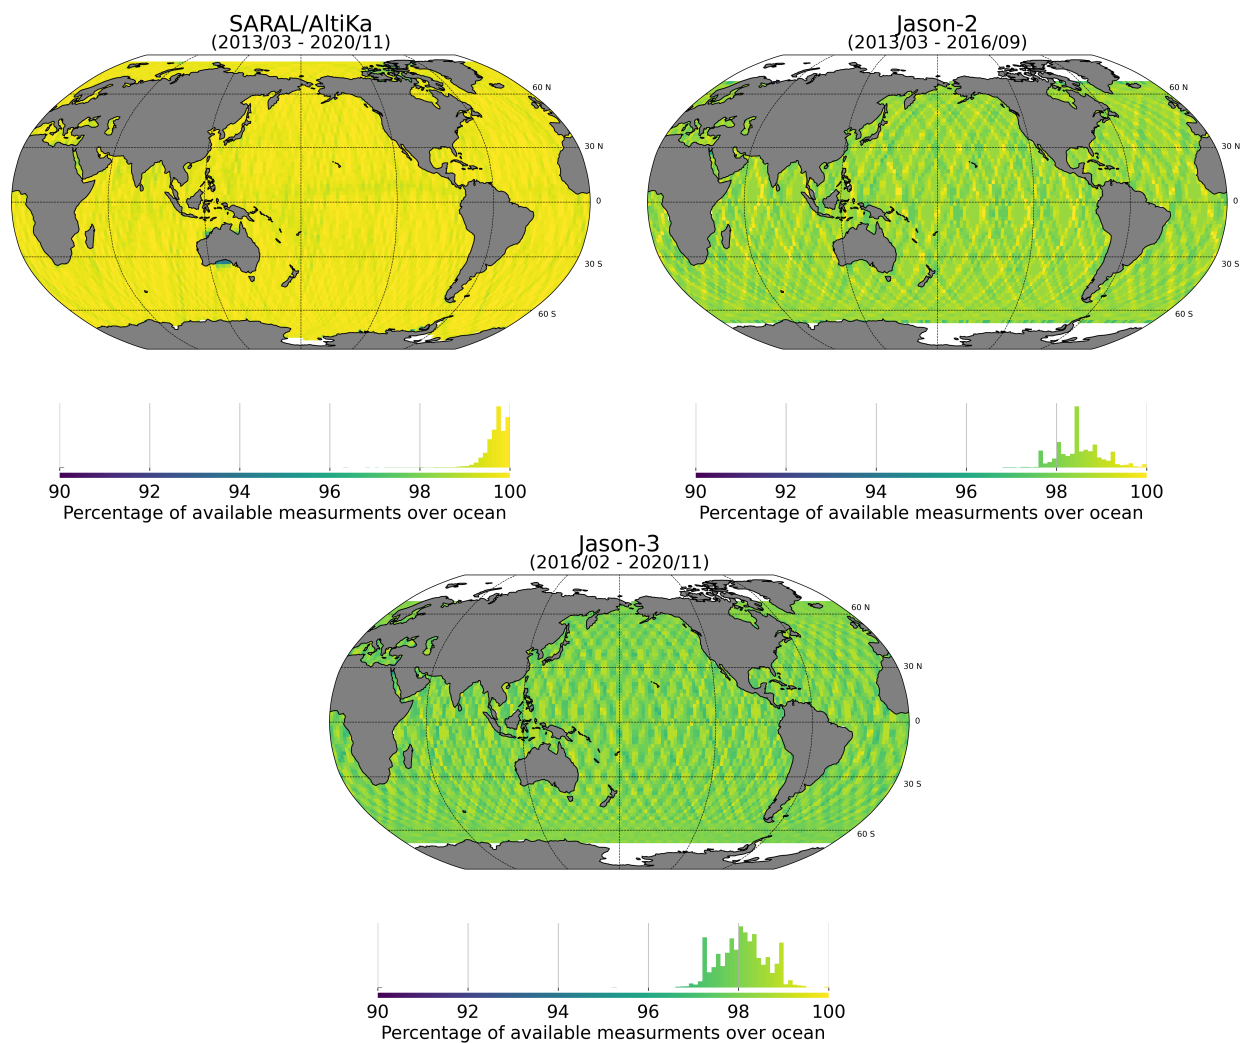 SARAL/AltiKa
(2013/03 - 2020/11)
60 N
30 N
0
30 S
60 S
90 92 94 96 98 100
Percentage of available measurments over ocean
Jason-2
(2013/03 - 2016/09)
60 N
30 N
0
30 S
60 S
90 92 94 96 98 100
Percentage of available measurments over ocean
Jason-3
(2016/02 - 2020/11)
60 N
30 N
0
30 S
60 S
90 92 94 96 98 100
Percentage of available measurments over ocean